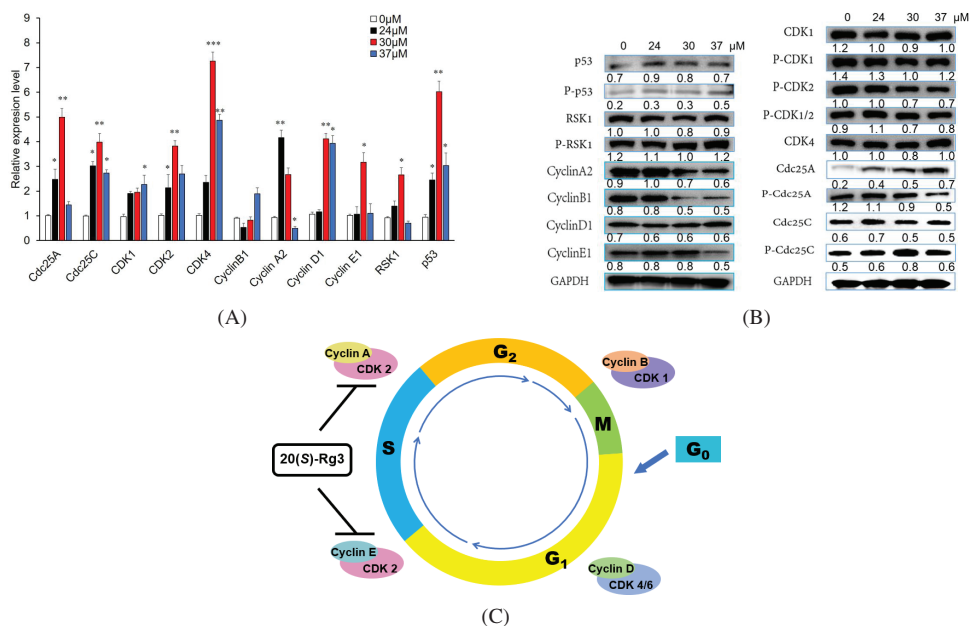 (A)
Relative expression level
9
8
7
6
5
4
3
2
1
0
0μM
24μM
30μM
37μM
* ** * ** * * ** *** ** ** * ** * * * * ** *
Cdc25A
Cdc25C
CDK1
CDK2
CDK4
CyclinB1
Cyclin A2
Cyclin D1
Cyclin E1
RSK1
p53
0 24 30 37 μM
p53
0.7 0.9 0.8 0.7
P-p53
0.2 0.3 0.3 0.5
RSK1
1.0 1.0 0.8 0.9
P-RSK1
1.2 1.1 1.0 1.2
CyclinA2
0.9 1.0 0.7 0.6
CyclinB1
0.8 0.8 0.5 0.5
CyclinD1
0.7 0.6 0.6 0.6
CyclinE1
0.8 0.8 0.8 0.5
GAPDH
0 24 30 37 μM
CDK1
1.2 1.0 0.9 1.0
P-CDK1
1.4 1.3 1.0 1.2
P-CDK2
1.0 1.0 0.7 0.7
P-CDK1/2
0.9 1.1 0.7 0.8
CDK4
1.0 1.0 0.8 1.0
Cdc25A
0.2 0.4 0.5 0.7
P-Cdc25A
1.2 1.1 0.9 0.5
Cdc25C
0.6 0.7 0.5 0.5
P-Cdc25C
0.5 0.6 0.8 0.6
GAPDH
(A)
(B)
Cyclin A
CDK 2
20(S)-Rg3
Cyclin E
CDK 2
G2
S
M
G1
Cyclin B
CDK 1
G0
Cyclin D
CDK 4/6
(C)